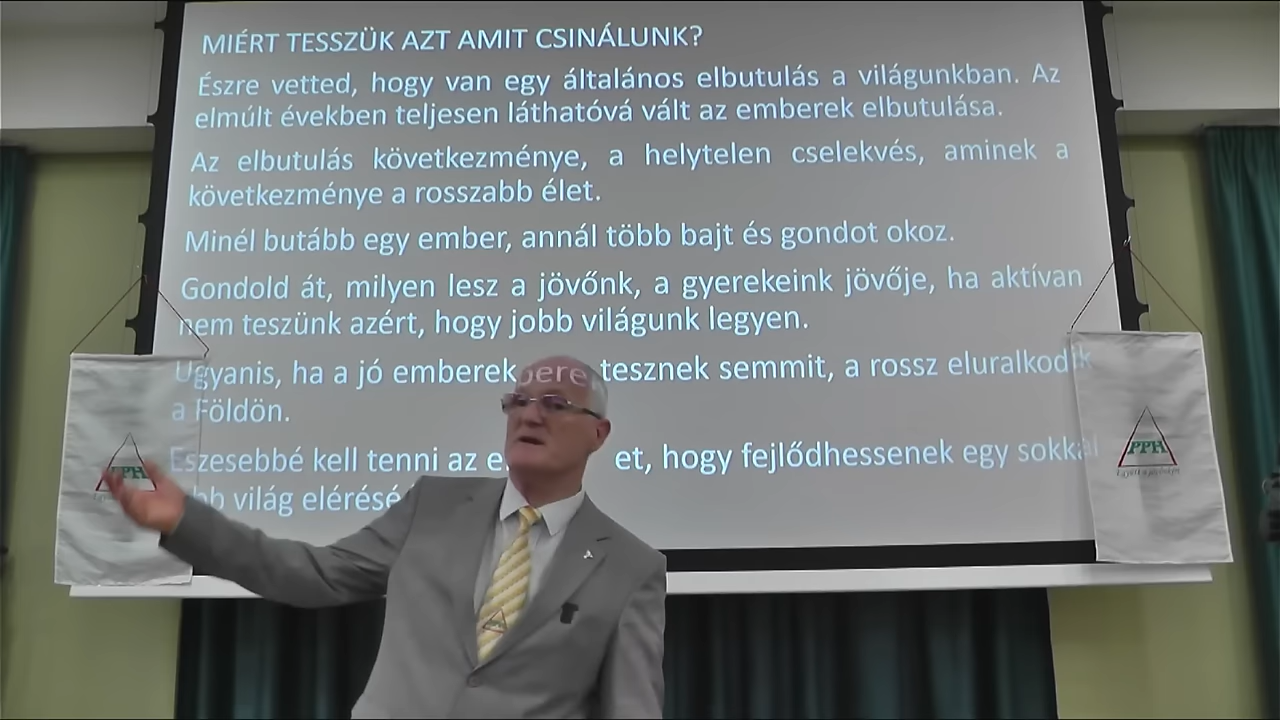 MIÉRT TESSZÜK AZT AMIT CSINÁLUNK?
Észre vetted, hogy van egy általános elbutulás a világunkban. Az
elmúlt években teljesen láthatóvá vált az emberek elbutulása.
Az elbutulás következménye, a helytelen cselekvés, aminek a
következménye a rosszabb élet.
Minél butább egy ember, annál több bajt és gondot okoz.
Gondold át, milyen lesz a jövőnk, a gyerekeink jövője, ha aktívan
nem teszünk azért, hogy jobb világunk legyen.
Ugyanis, ha a jó emberek tesznek semmit, a rossz eluralkodik
a Földön.
Eszesebbé kell tenni az et, hogy fejlődhessenek egy sokkal
világ
PPH
PPH